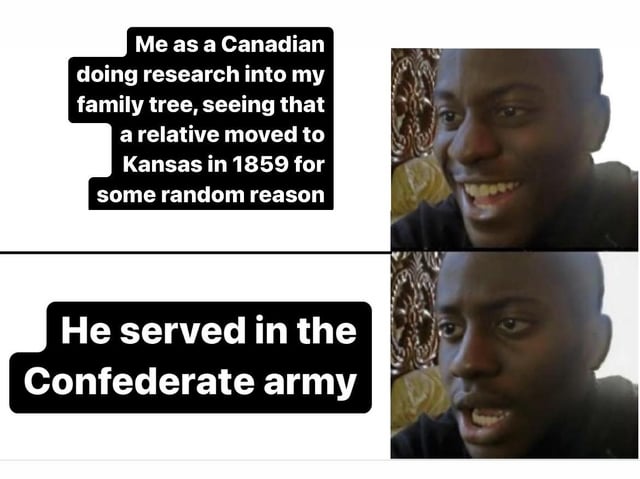 Me as a Canadian
doing research into my
family tree, seeing that
a relative moved to
Kansas in 1859 for
some random reason
He served in the
Confederate army